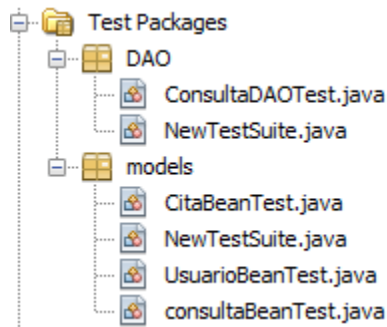 Test Packages
DAO
ConsultaDAOTest.java
NewTestSuite.java
models
CitaBeanTest.java
NewTestSuite.java
UsuarioBeanTest.java
consultaBeanTest.java